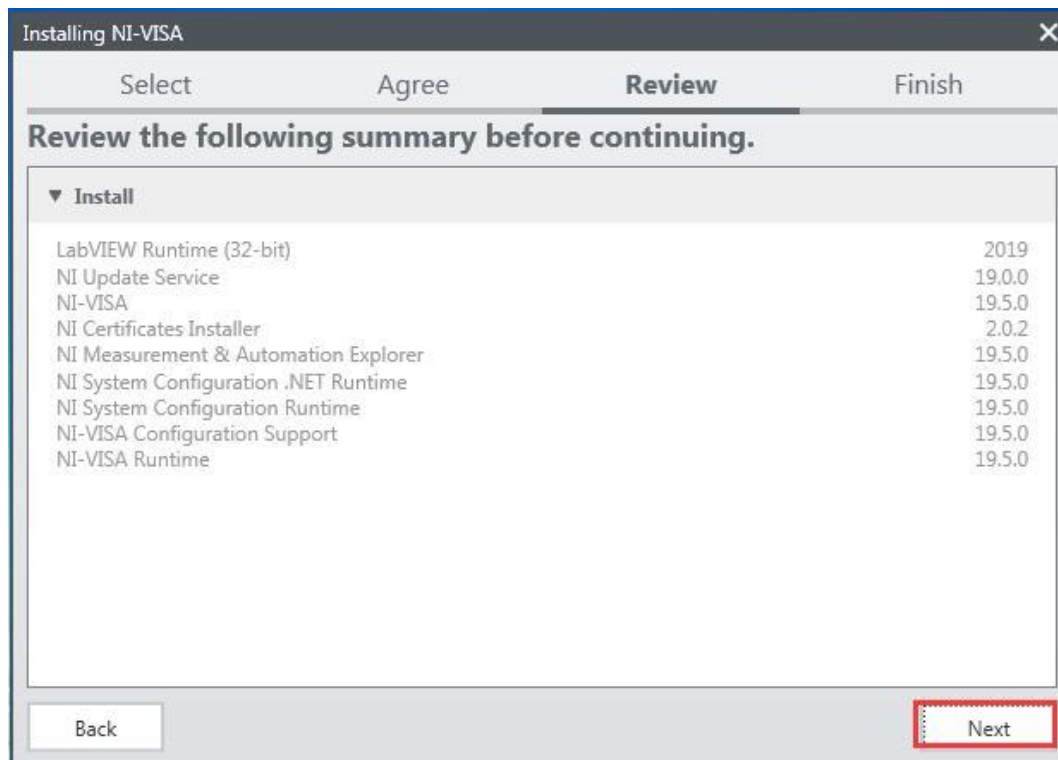 Installing NI-VISA
Select Agree Review Finish
Review the following summary before continuing.
Install
LabVIEW Runtime (32-bit) 2019
NI Update Service 19.0.0
NI-VISA 19.5.0
NI Certificates Installer 2.0.2
NI Measurement & Automation Explorer 19.5.0
NI System Configuration .NET Runtime 19.5.0
NI System Configuration Runtime 19.5.0
NI-VISA Configuration Support 19.5.0
NI-VISA Runtime 19.5.0
Back Next